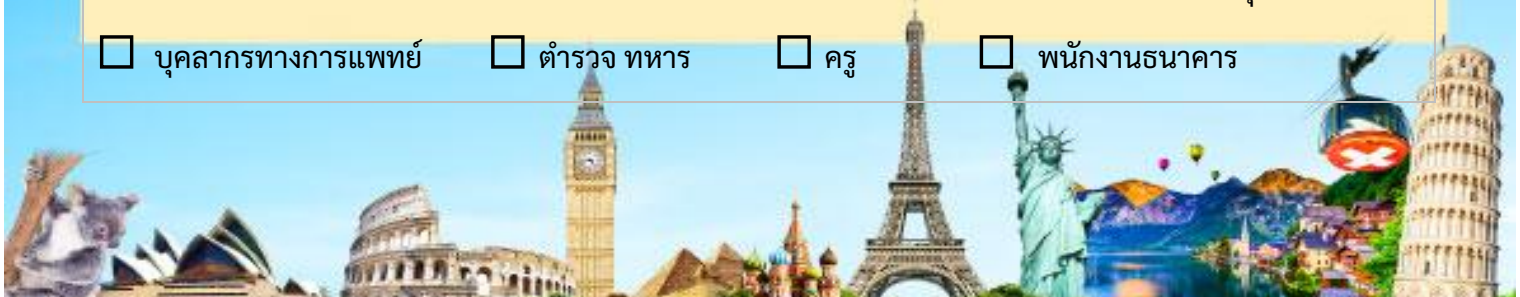 ☐ บุคลากรทางการแพทย์ ☐ ตำรวจ ทหาร ☐ ครู ☐ พนักงานธนาคาร